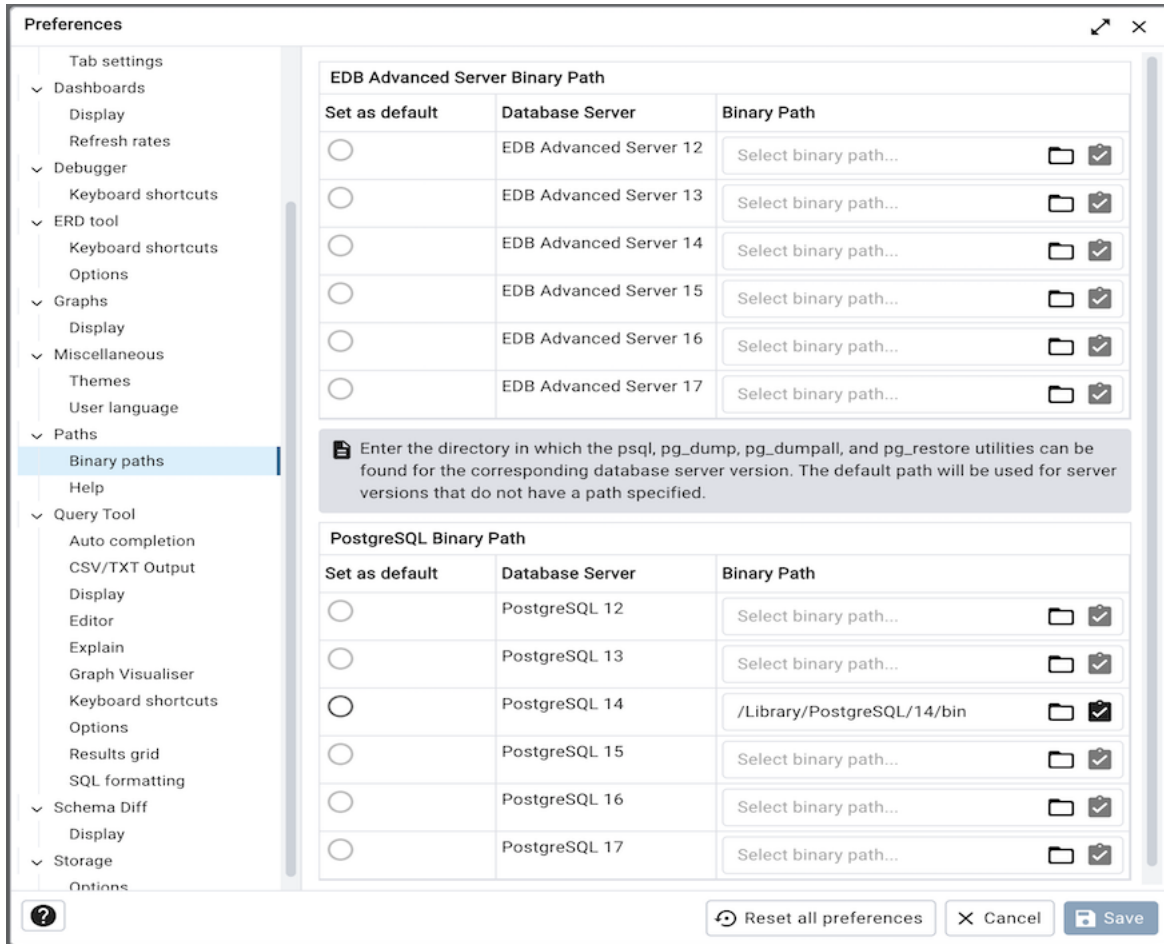 Preferences
Tab settings
Dashboards
Display
Refresh rates
Debugger
Keyboard shortcuts
ERD tool
Keyboard shortcuts
Options
Graphs
Display
Miscellaneous
Themes
User language
Paths
Binary paths
Help
Query Tool
Auto completion
CSV/TXT Output
Display
Editor
Explain
Graph Visualiser
Keyboard shortcuts
Options
Results grid
SQL formatting
Schema Diff
Display
Storage
Options
EDB Advanced Server Binary Path
Set as default Database Server Binary Path
EDB Advanced Server 12 Select binary path...
EDB Advanced Server 13 Select binary path...
EDB Advanced Server 14 Select binary path...
EDB Advanced Server 15 Select binary path...
EDB Advanced Server 16 Select binary path...
EDB Advanced Server 17 Select binary path...
Enter the directory in which the psql, pg_dump, pg_dumpall, and pg_restore utilities can be
found for the corresponding database server version. The default path will be used for server
versions that do not have a path specified.
PostgreSQL Binary Path
Set as default Database Server Binary Path
PostgreSQL 12 Select binary path...
PostgreSQL 13 Select binary path...
PostgreSQL 14 /Library/PostgreSQL/14/bin
PostgreSQL 15 Select binary path...
PostgreSQL 16 Select binary path...
PostgreSQL 17 Select binary path...
? Reset all preferences Cancel Save